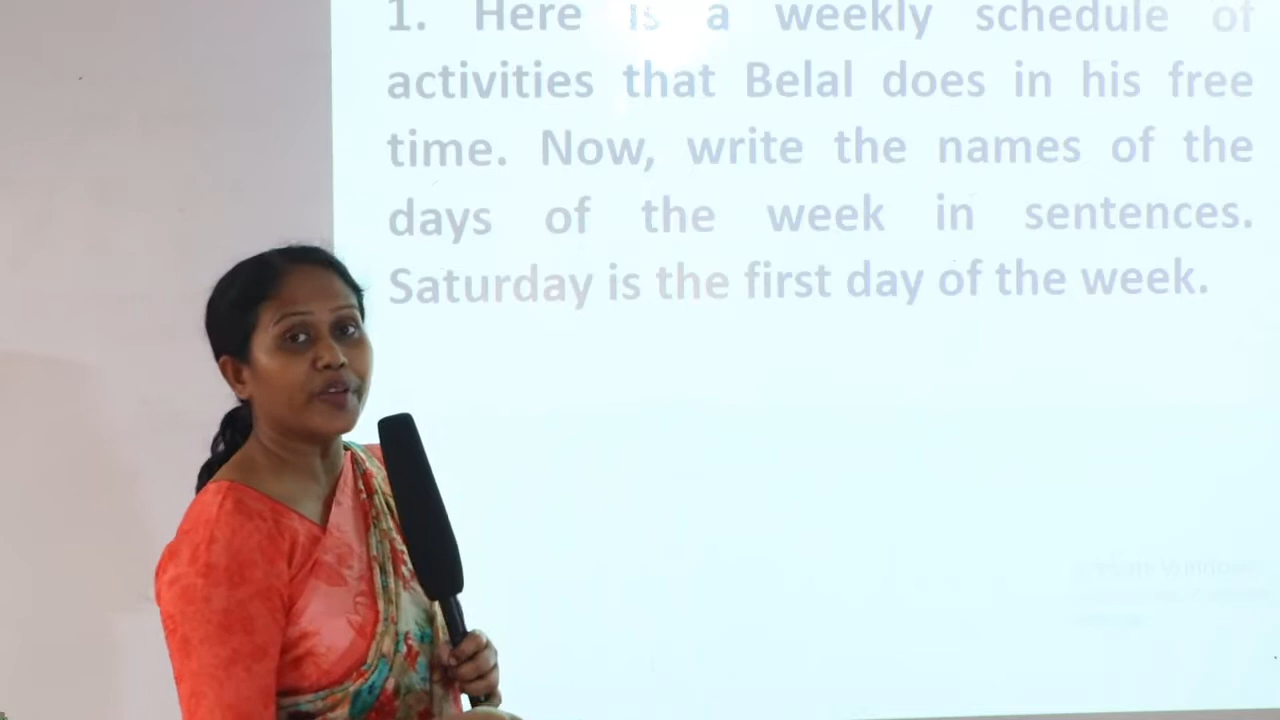 1. Here is a weekly schedule of
activities that Belal does in his free
time. Now, write the names of the
days of the week in sentences.
Saturday is the first day of the week.